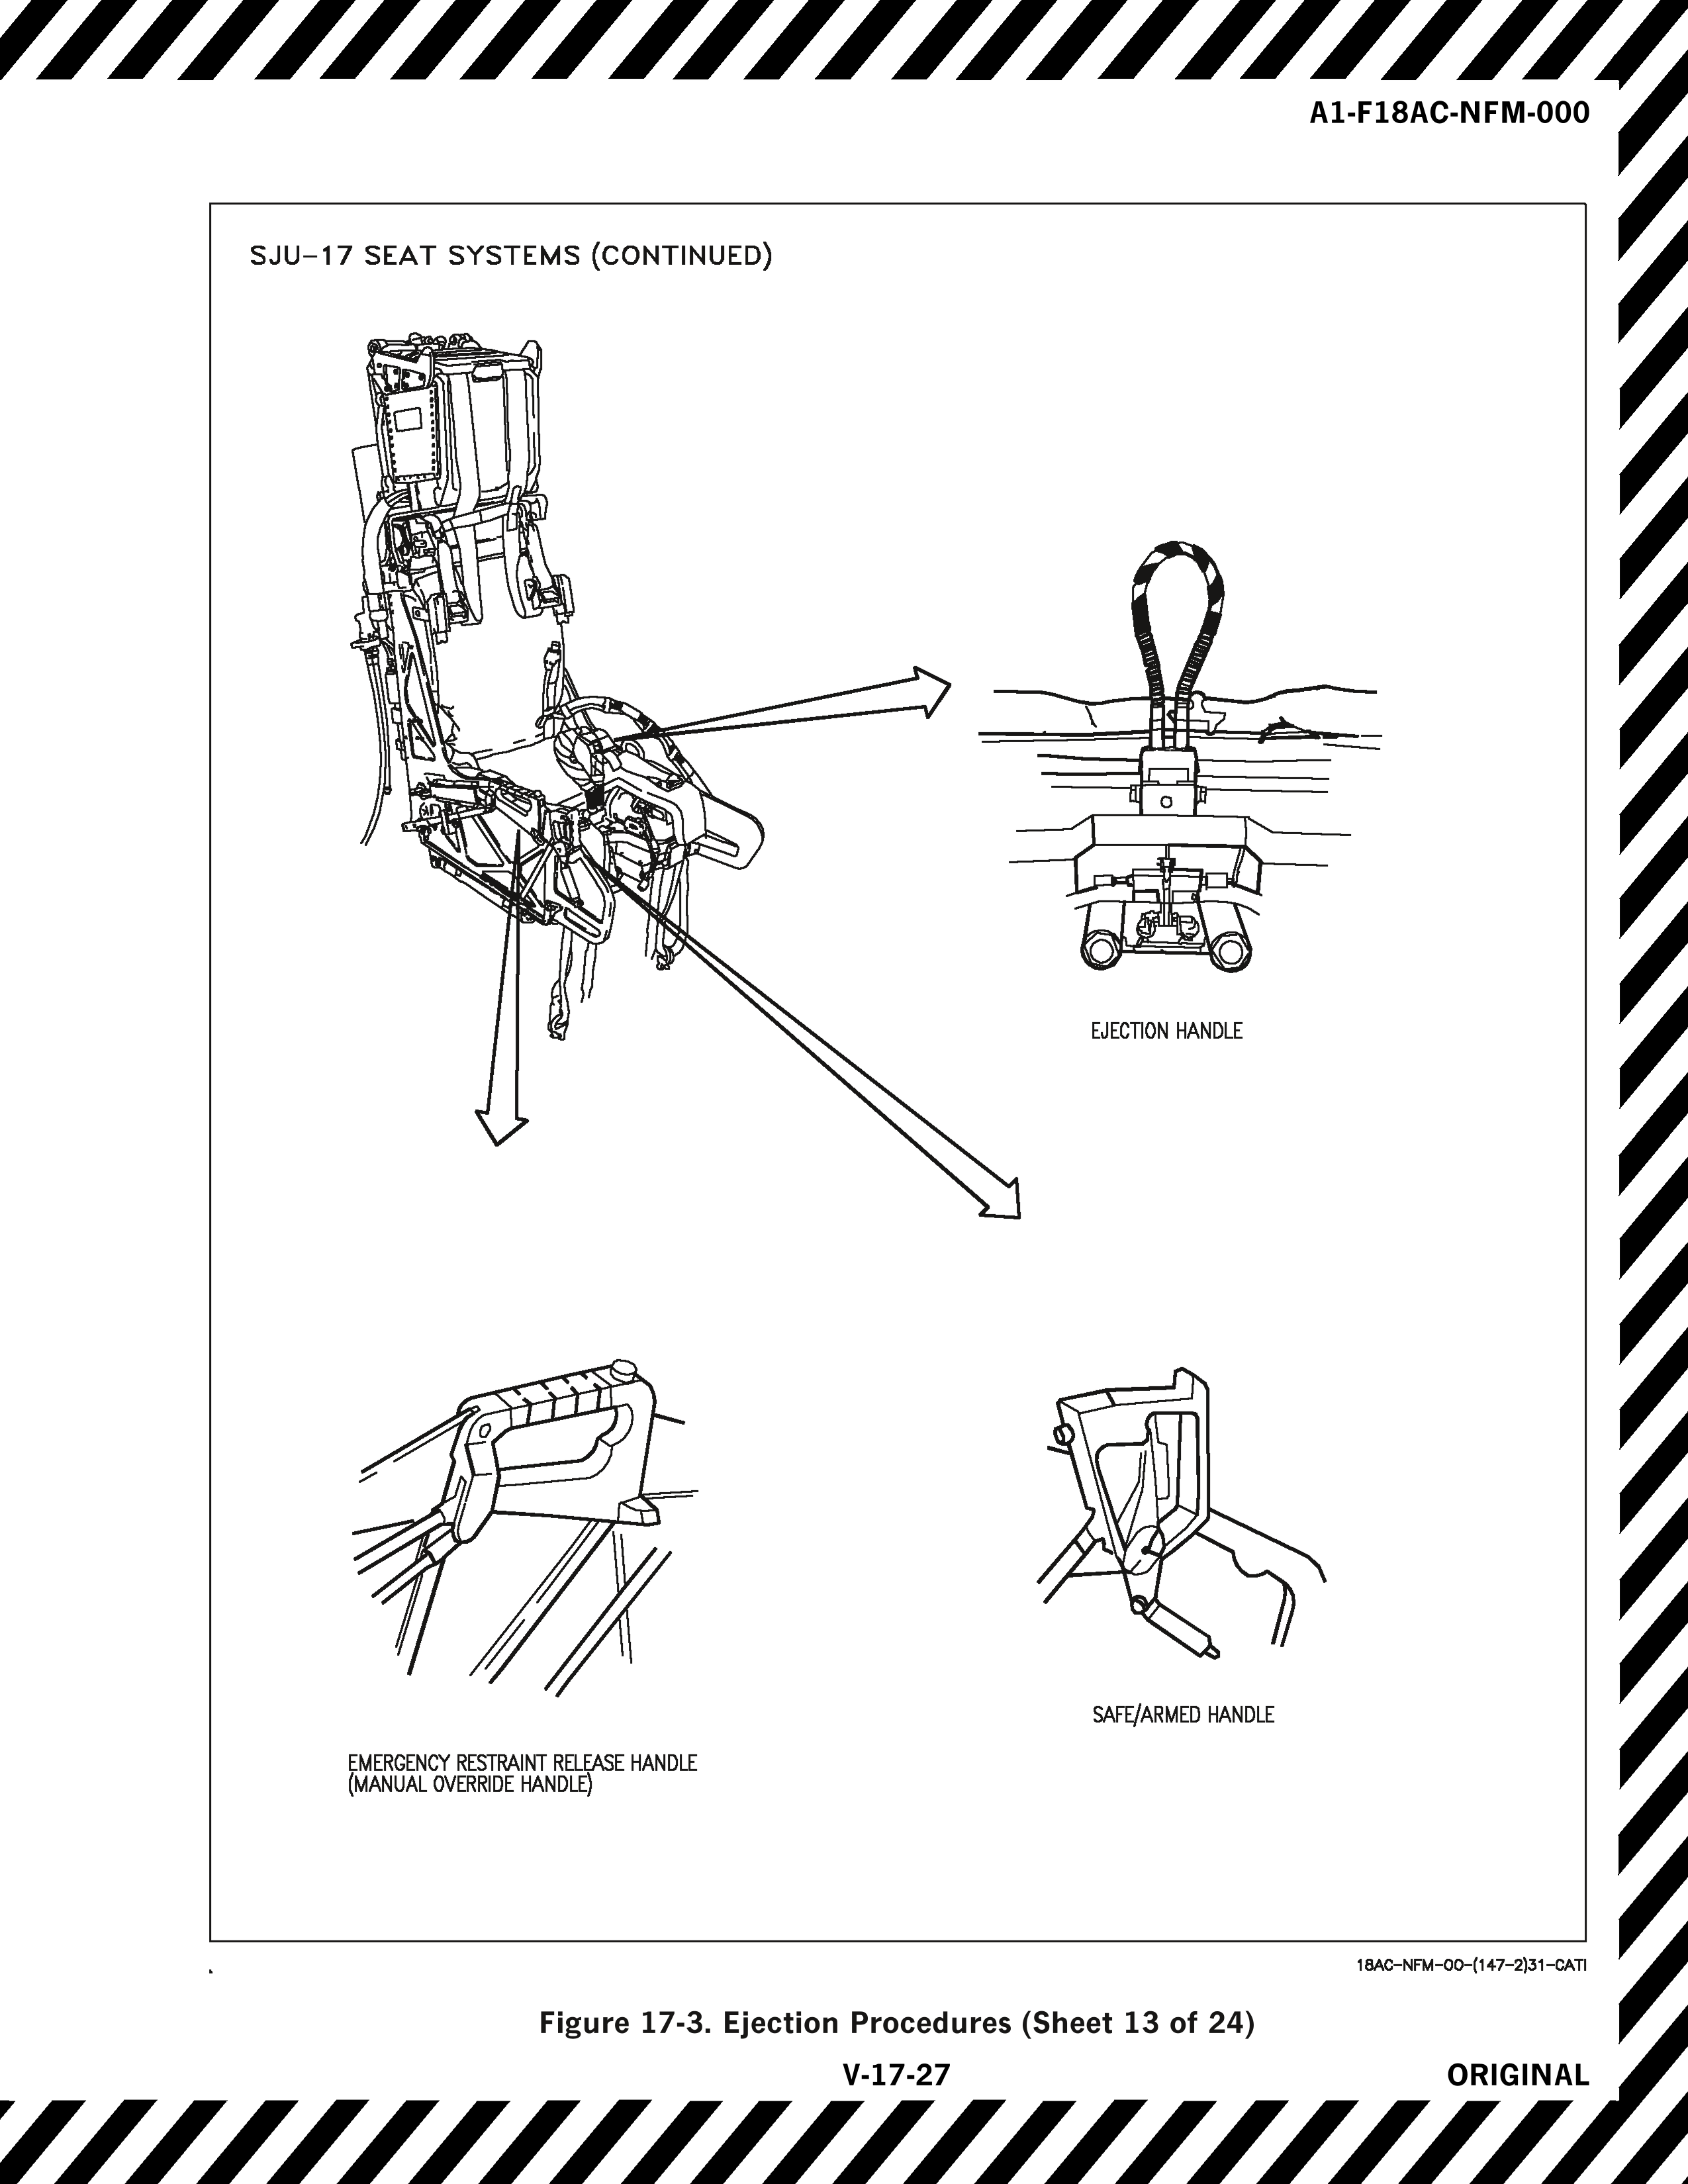 A1-F18AC-NFM-000
SJU-17 SEAT SYSTEMS (CONTINUED)
EJECTION HANDLE
SAFE/ARMED HANDLE
EMERGENCY RESTRAINT RELEASE HANDLE
(MANUAL OVERRIDE HANDLE)
18AC-NFM-00-(147-2)31-CATI
Figure 17-3. Ejection Procedures (Sheet 13 of 24)
V-17-27
ORIGINAL